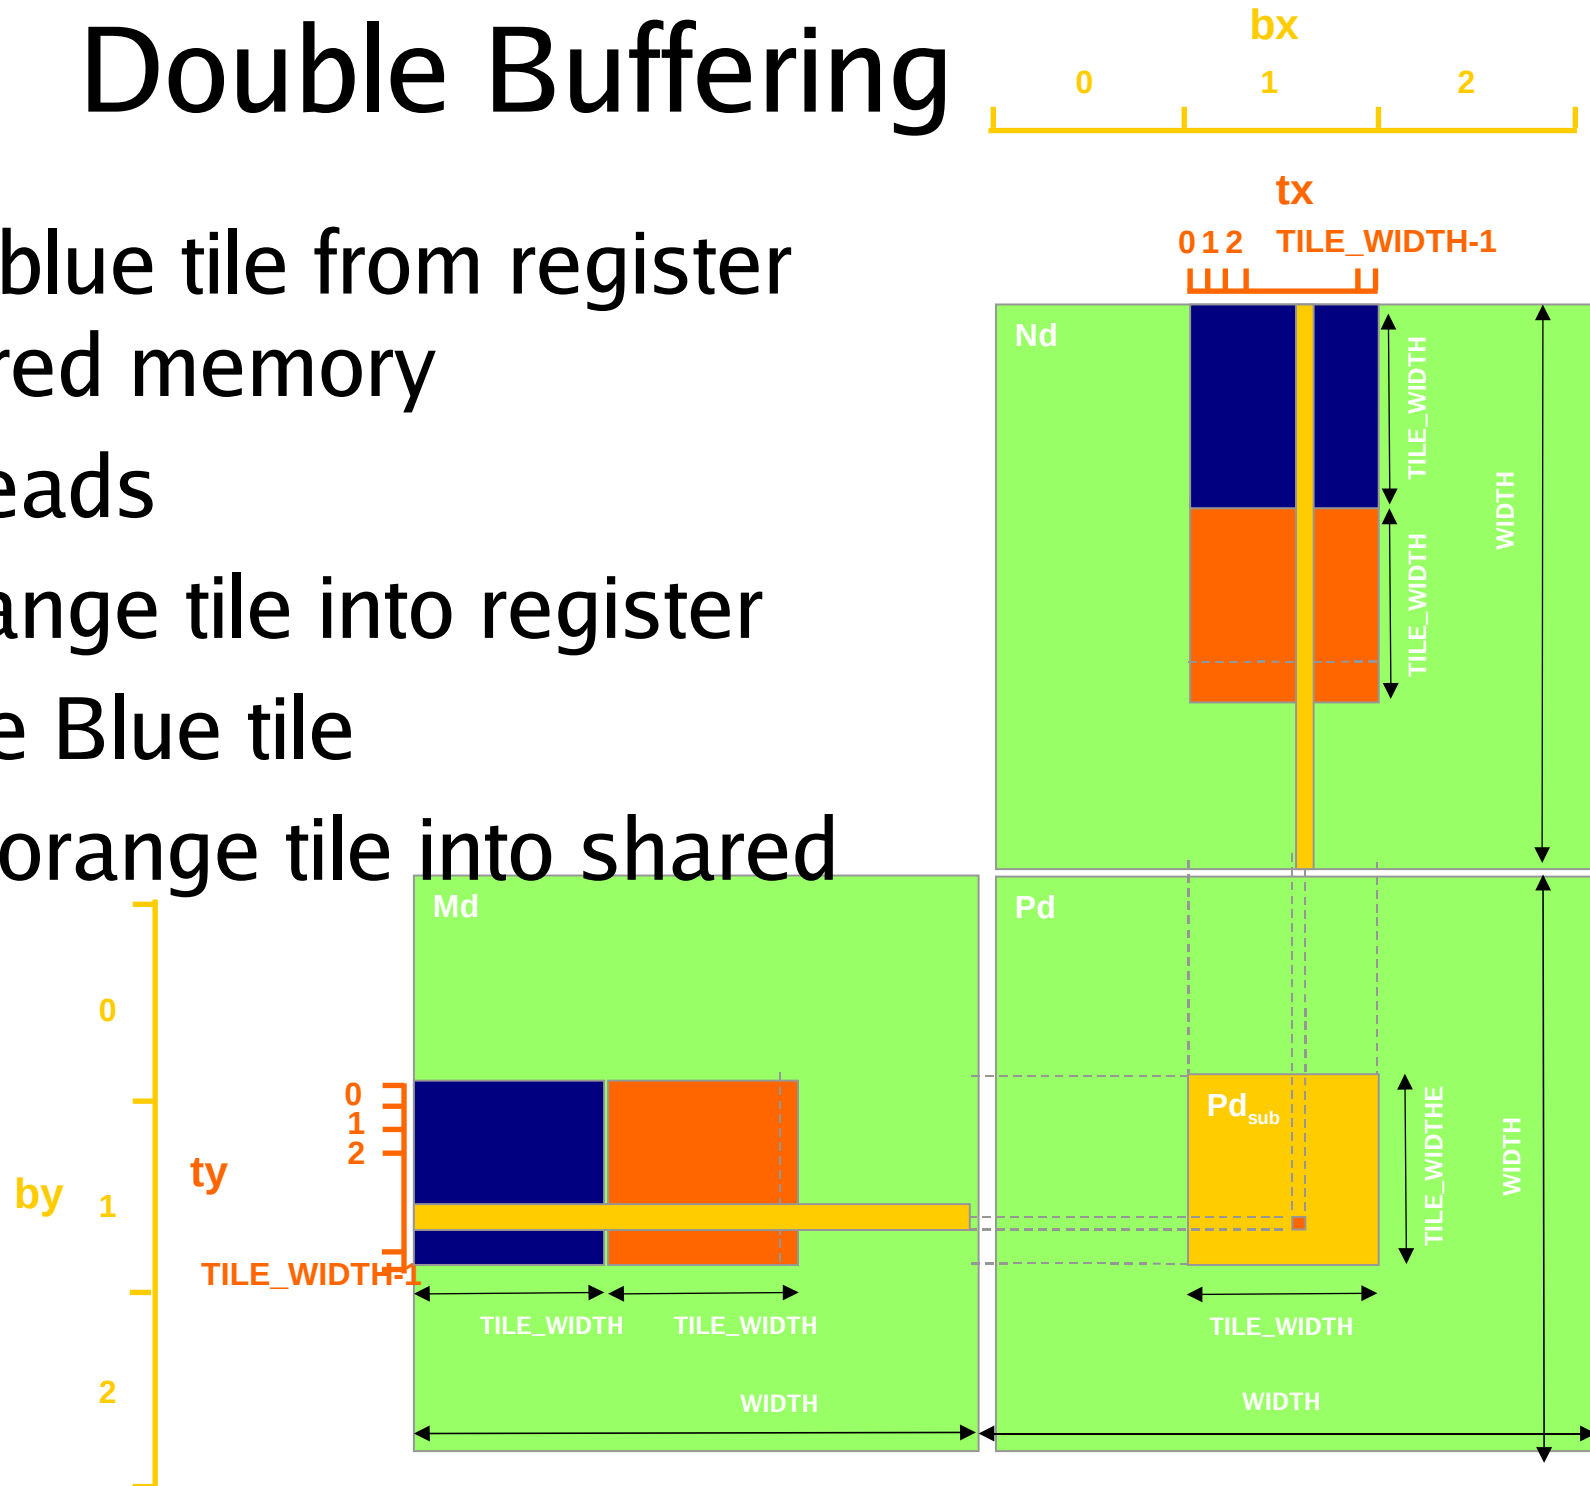 Double Buffering
bx
0 1 2
tx
0 1 2 TILE_WIDTH-1
blue tile from register
red memory
eads
ange tile into register
e Blue tile
orange tile into shared
Nd
TILE_WIDTH
TILE_WIDTH
WIDTH
Md
Pd
by
0
1
2
ty
0
1
2
TILE_WIDTH-1
Pdsub
TILE_WIDTHE
WIDTH
TILE_WIDTH TILE_WIDTH
TILE_WIDTH
WIDTH
WIDTH